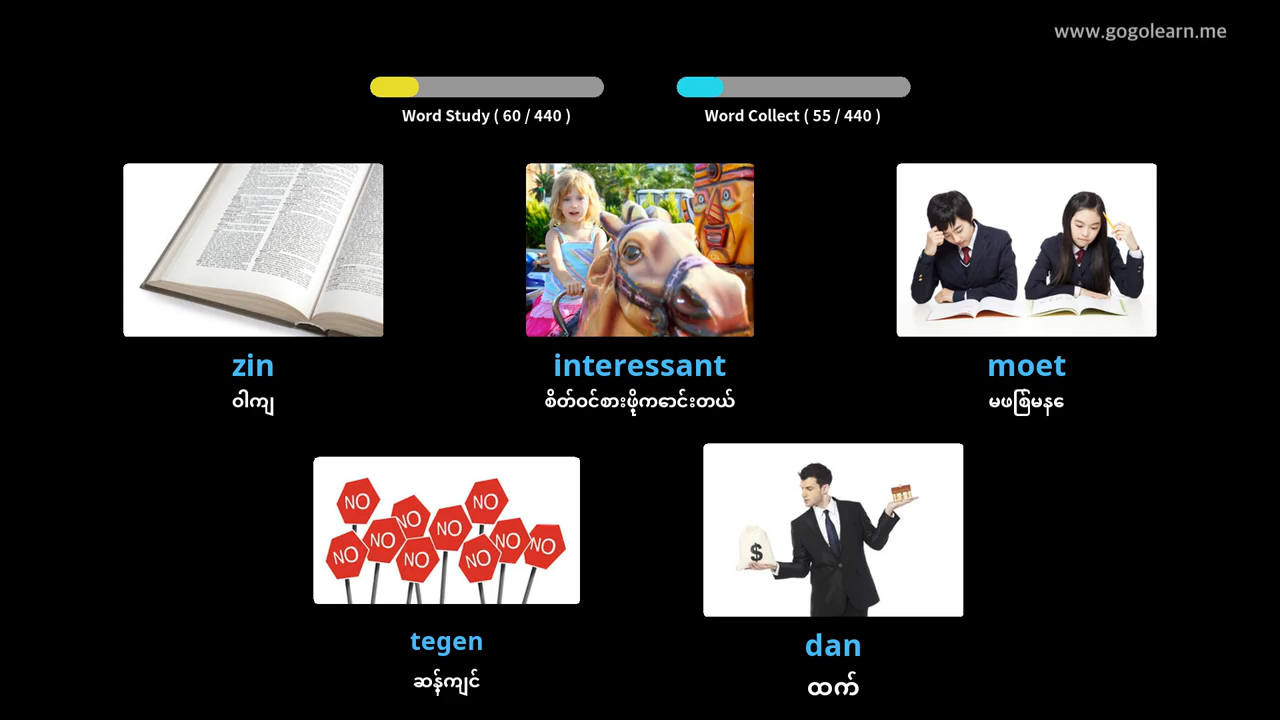 www.gogolearn.me
Word Study ( 60 / 440 )
Word Collect ( 55 / 440 )
zin
interessant
moet
ဝါကျ
စိတ်ဝင်စားဖို့ကောင်းတယ်
မဖြစ်မနေ
NO NO NO NO NO NO NO NO NO NO
$
tegen
dan
ဆန့်ကျင်
ထက်